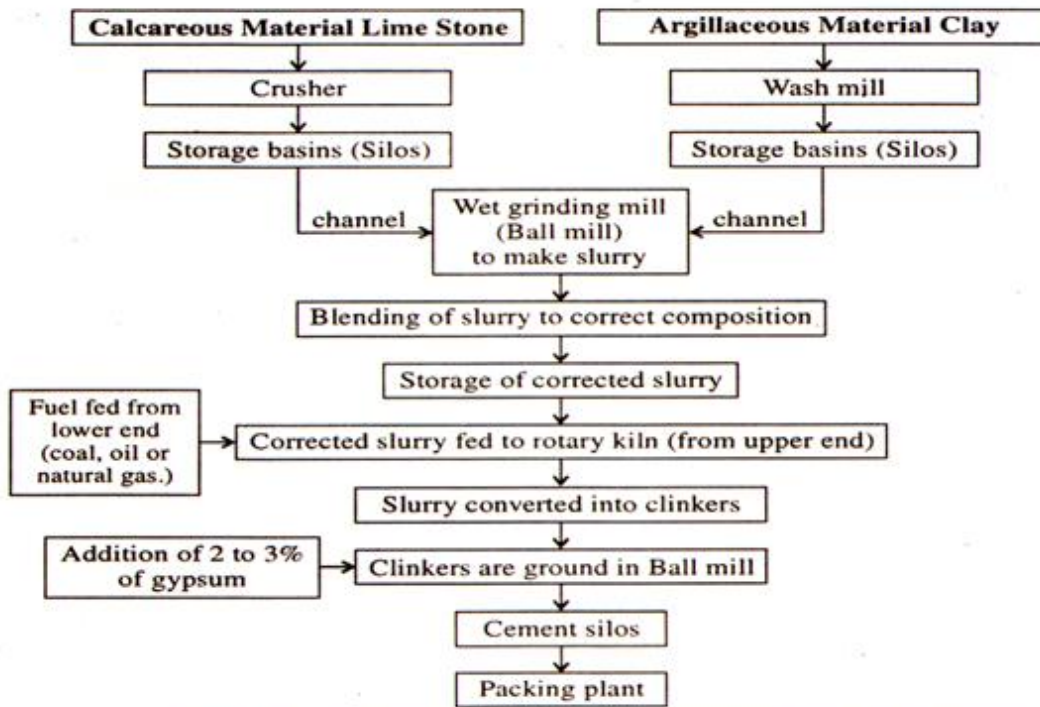 Calcareous Material Lime Stone
Argillaceous Material Clay
Crusher
Wash mill
Storage basins (Silos)
Storage basins (Silos)
channel
Wet grinding mill
(Ball mill)
to make slurry
channel
Blending of slurry to correct composition
Storage of corrected slurry
Fuel fed from
lower end
(coal, oil or
natural gas.)
Corrected slurry fed to rotary kiln (from upper end)
Slurry converted into clinkers
Addition of 2 to 3%
of gypsum
Clinkers are ground in Ball mill
Cement silos
Packing plant